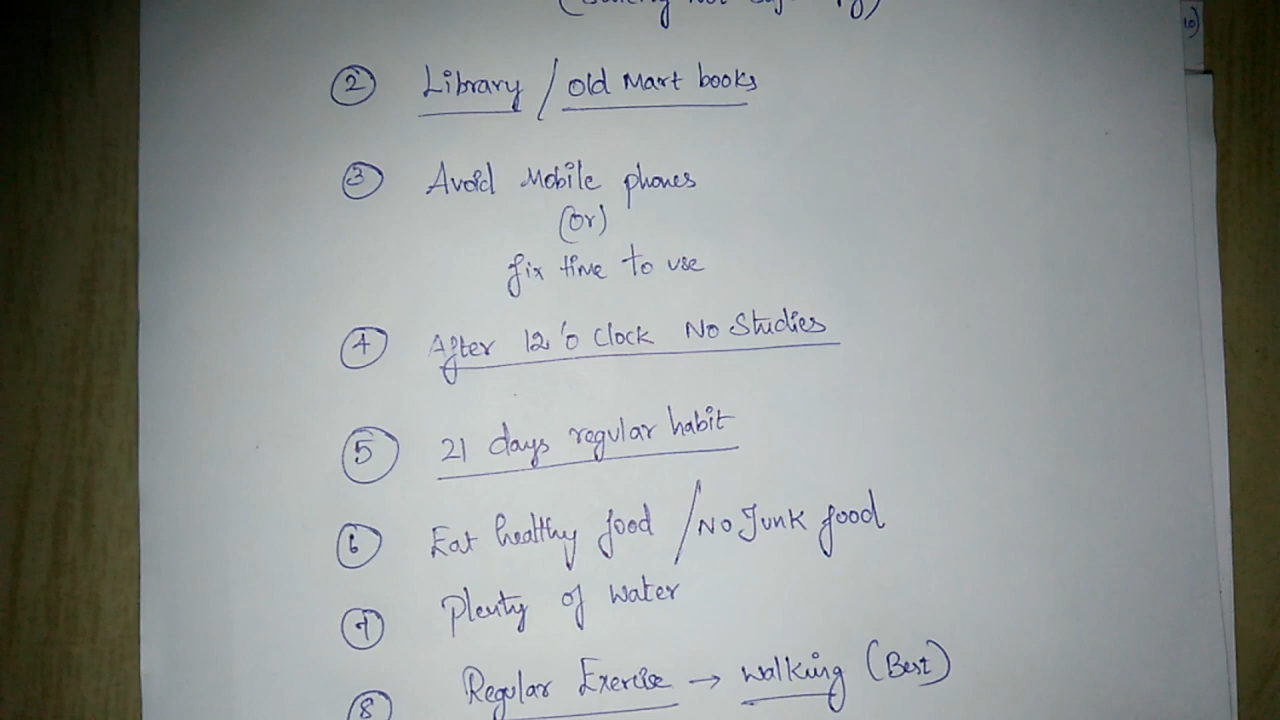 ② Library / old Mart books
③ Avoid Mobile phones
(or)
fix time to use
④ After 12 'o clock No Studies
⑤ 21 days regular habit
⑥ Eat healthy food / No Junk food
⑦ Plenty of water
⑧ Regular Exercise → walking (Best)